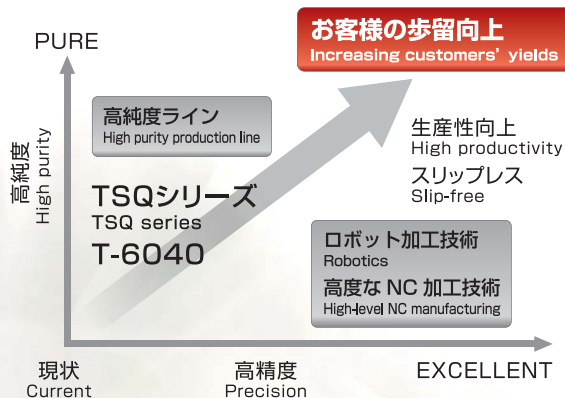 お客様の歩留向上
Increasing customers' yields
PURE
高純度
High purity
高純度ライン
High purity production line
生産性向上
High productivity
スリップレス
Slip-free
TSQシリーズ
TSQ series
T-6040
ロボット加工技術
Robotics
高度な NC 加工技術
High-level NC manufacturing
現状
Current
高精度
Precision
EXCELLENT